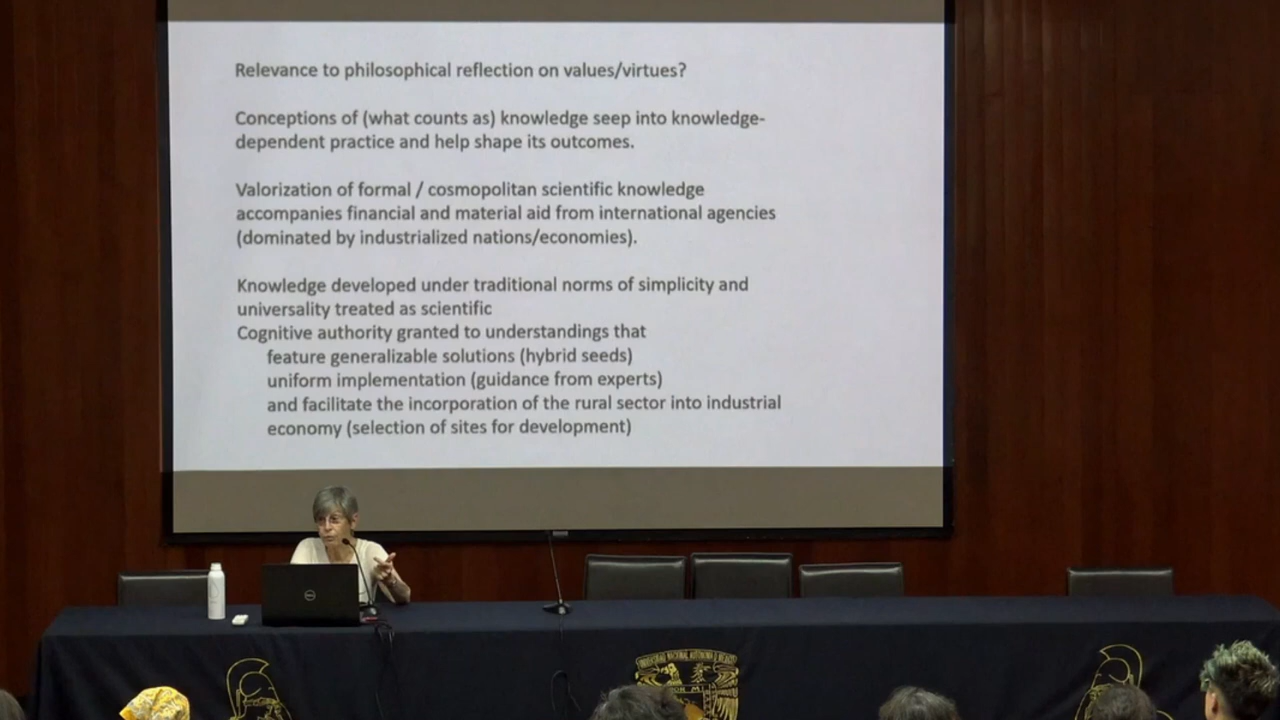 Relevance to philosophical reflection on values/virtues?
Conceptions of (what counts as) knowledge seep into knowledge-
dependent practice and help shape its outcomes.
Valorization of formal / cosmopolitan scientific knowledge
accompanies financial and material aid from international agencies
(dominated by industrialized nations/economies).
Knowledge developed under traditional norms of simplicity and
universality treated as scientific
Cognitive authority granted to understandings that
feature generalizable solutions (hybrid seeds)
uniform implementation (guidance from experts)
and facilitate the incorporation of the rural sector into industrial
economy (selection of sites for development)
DELL